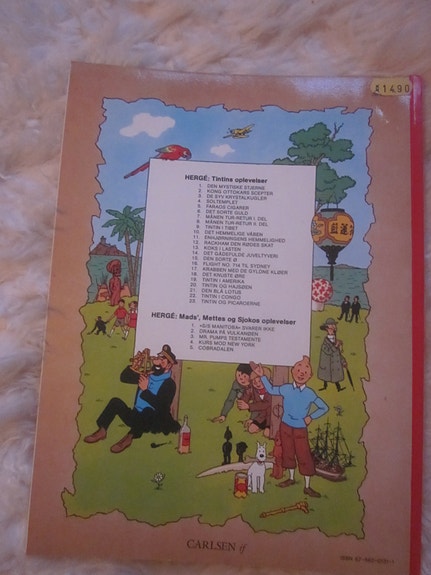 1490
HERGÉ: Tintins oplevelser
1. DEN MYSTISKE STJERNE
2. KONG OTTOKARS SCEPTER
3. DE SYV KRYSTALKUGLER
4. SOLTEMPLET
5. FARAOS CIGARER
6. DET SORTE GULD
7. MÅNEN TUR-RETUR I. DEL
8. MÅNEN TUR-RETUR II. DEL
9. TINTIN I TIBET
10. DET HEMMELIGE VÅBEN
11. ENHJØRNINGENS HEMMELIGHED
12. RACKHAM DEN RØDES SKAT
13. KOKS I LASTEN
14. DET GÅDEFULDE JUVELTYVERI
15. DEN SORTE Ø
16. FLIGHT NO. 714 TIL SYDNEY
17. KRABBEN MED DE GYLDNE KLØER
18. DET KNUSTE ØRE
19. TINTIN I AMERIKA
20. TINTIN OG HAJSØEN
21. DEN BLÅ LOTUS
22. TINTIN I CONGO
23. TINTIN OG PICAROERNE
HERGÉ: Mads', Mettes og Sjokos oplevelser
1. »S/S MANITOBA« SVARER IKKE
2. DRAMA PÅ VULKANØEN
3. MR. PUMPS TESTAMENTE
4. KURS MOD NEW YORK
5. COBRADALEN
CARLSEN if
ISBN